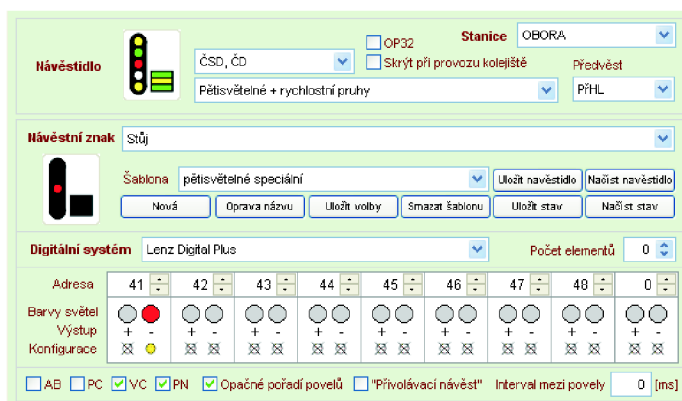 Stanice OBORA
Návěstidlo ČSD, ČD OP32
Skrýt při provozu kolejiště Předvěst
Pětisvětelné + rychlostní pruhy PřHL
Návěstní znak Stůj
Šablona pětisvětelné speciální Uložit navěstidlo Načist navěstidlo
Nová Oprava názvu Uložit volby Smazat šablonu Uložit stav Načíst stav
Digitální systém Lenz Digital Plus Počet elementů 0
Adresa 41 42 43 44 45 46 47 48 0
Barvy světel
Výstup + - + - + - + - + - + - + - + - + -
Konfigurace
AB PC VC PN Opačné pořadí povelů "Přivolávací návěst" Interval mezi povely 0 [ms]